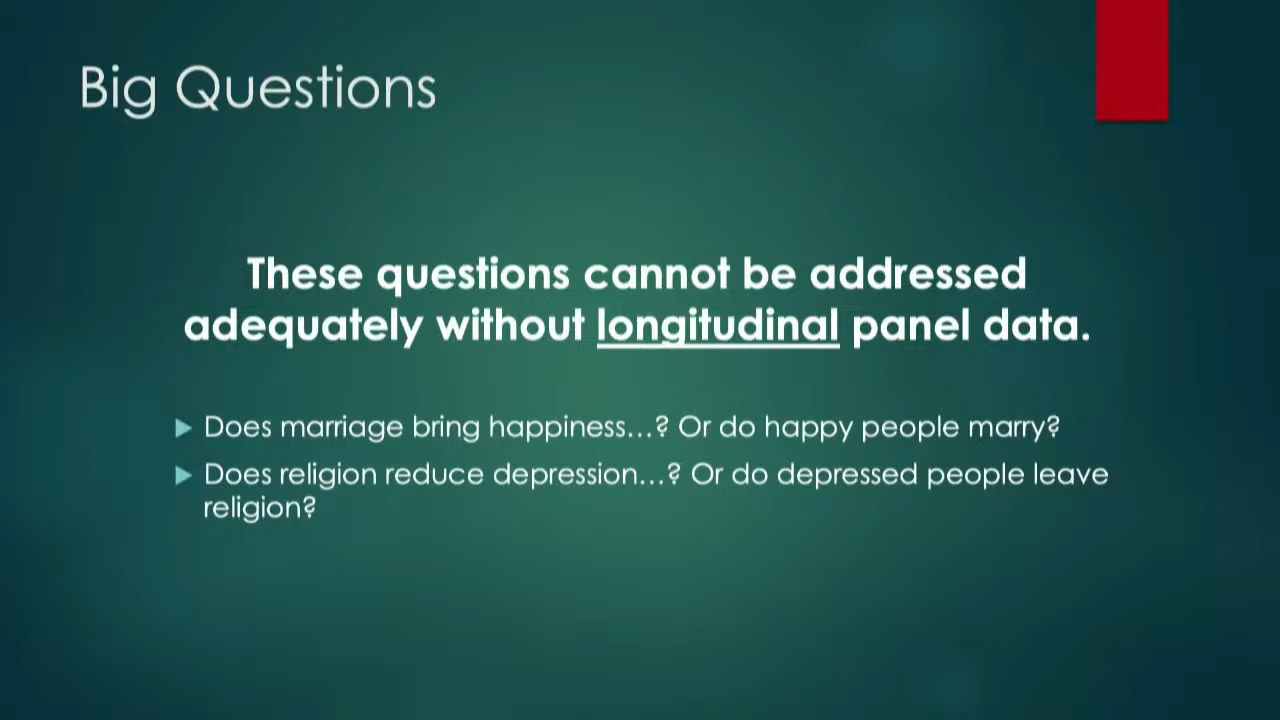 Big Questions
These questions cannot be addressed
adequately without longitudinal panel data.
Does marriage bring happiness…? Or do happy people marry?
Does religion reduce depression…? Or do depressed people leave
religion?